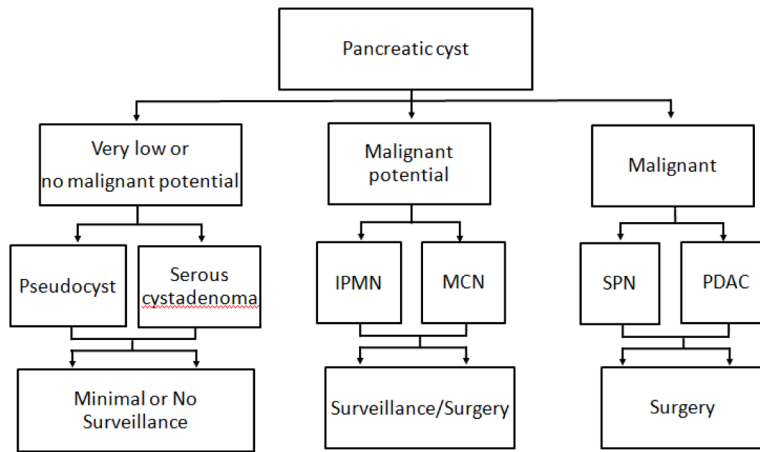 Pancreatic cyst
Very low or
no malignant potential
Malignant
potential
Malignant
Pseudocyst
Serous
cystadenoma
IPMN
MCN
SPN
PDAC
Minimal or No
Surveillance
Surveillance/Surgery
Surgery